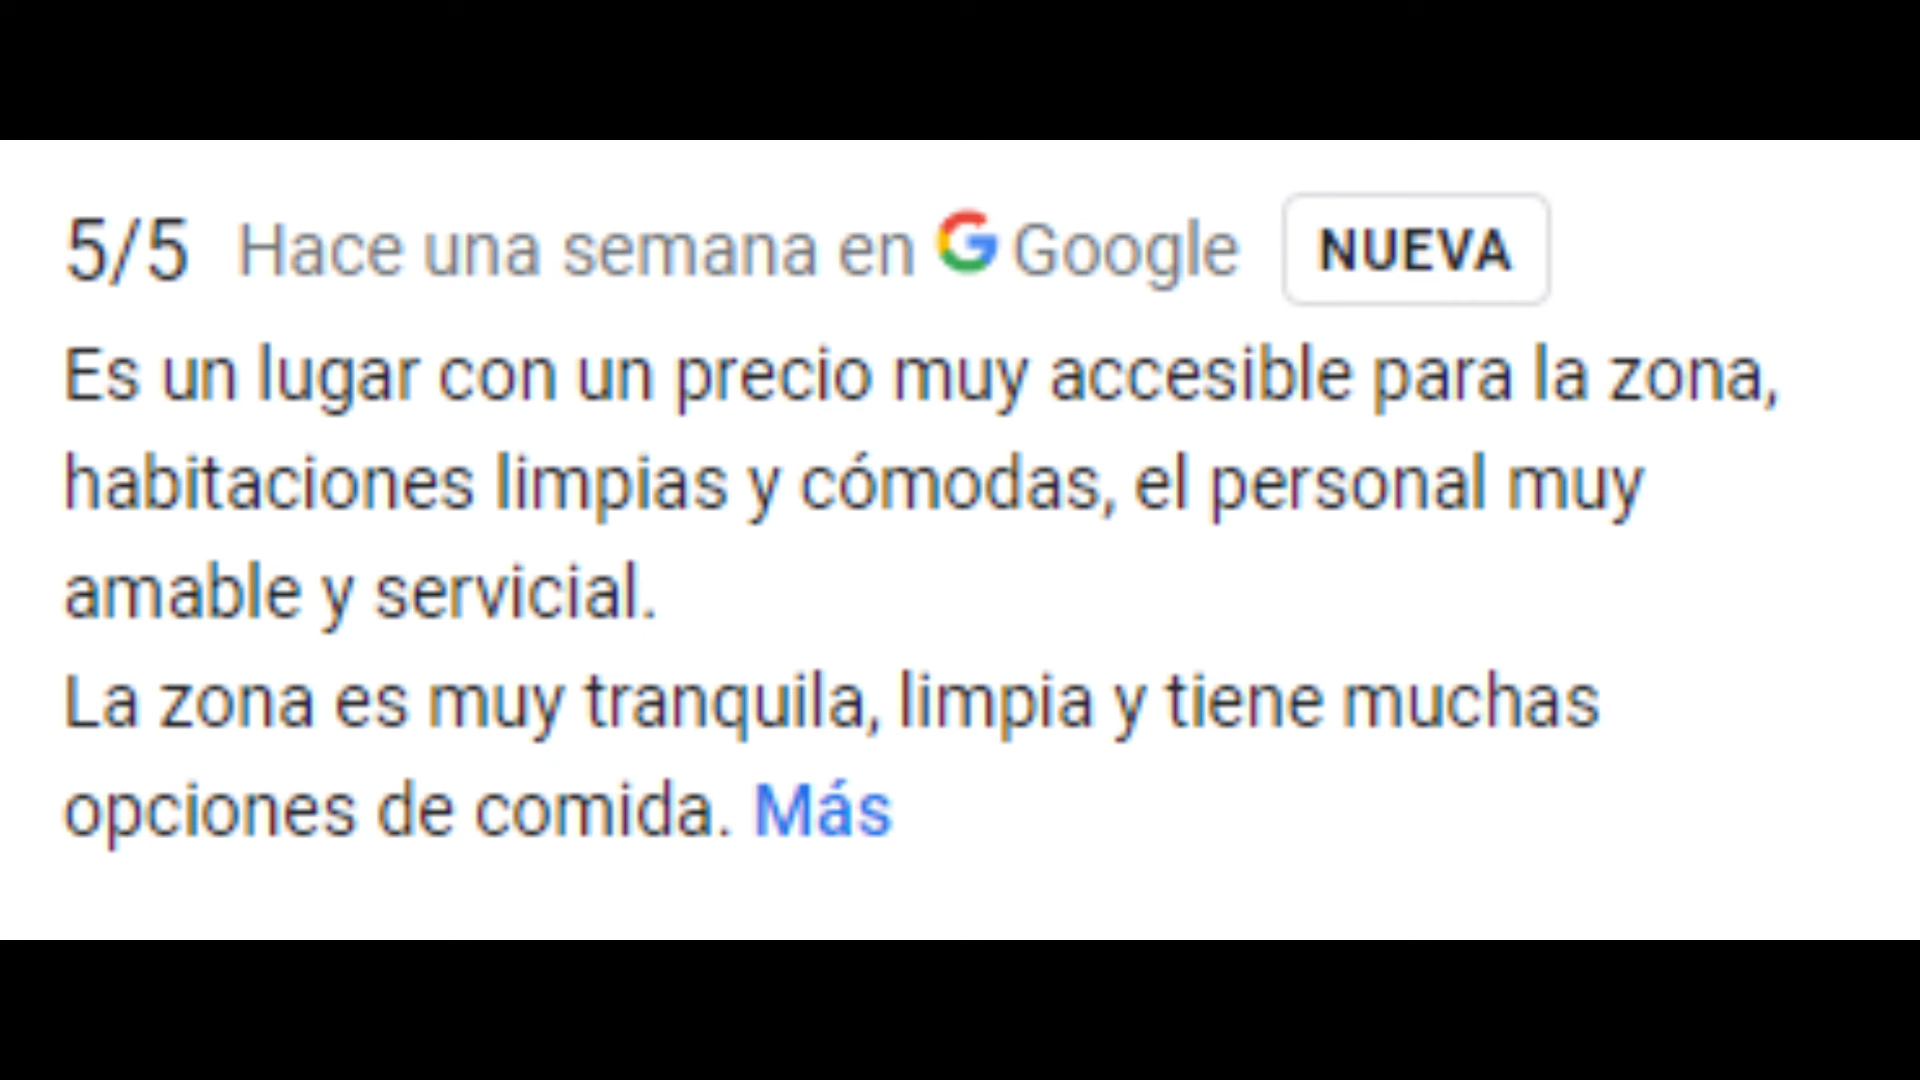 5/5 Hace una semana en Google NUEVA
Es un lugar con un precio muy accesible para la zona,
habitaciones limpias y cómodas, el personal muy
amable y servicial.
La zona es muy tranquila, limpia y tiene muchas
opciones de comida. Más